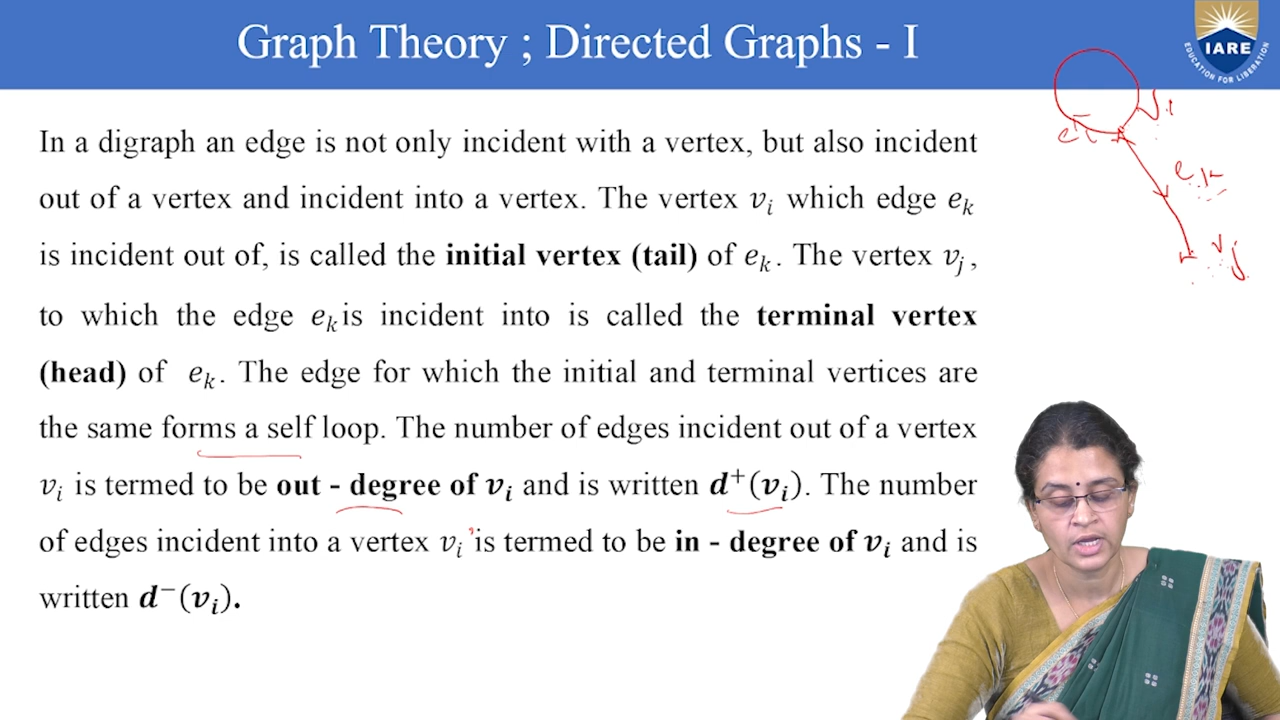 Graph Theory ; Directed Graphs - I
IARE
EDUCATION FOR LIBERATION
In a digraph an edge is not only incident with a vertex, but also incident
out of a vertex and incident into a vertex. The vertex vᵢ which edge eₖ
is incident out of, is called the initial vertex (tail) of eₖ. The vertex vⱼ,
to which the edge eₖis incident into is called the terminal vertex
(head) of eₖ. The edge for which the initial and terminal vertices are
the same forms a self loop. The number of edges incident out of a vertex
vᵢ is termed to be out - degree of vᵢ and is written d⁺(vᵢ). The number
of edges incident into a vertex vᵢ is termed to be in - degree of vᵢ and is
written d⁻(vᵢ).
vᵢ
eᵢ
eₖ
vⱼ